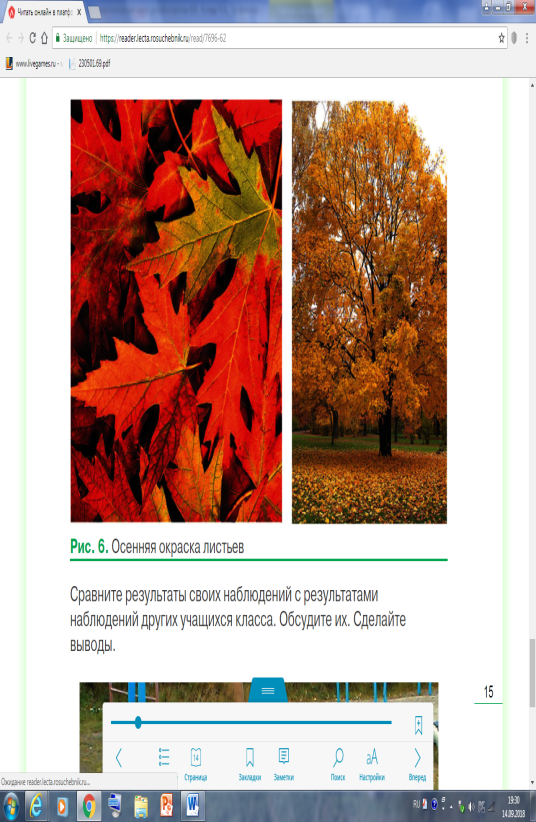 Читать онлайн в платфо
Защищено https://reader.lecta.rosuchebnik.ru/read/7696-62
www.livegames.ru - 
230501.69.pdf
Рис. 6. Осенняя окраска листьев
Сравните результаты своих наблюдений с результатами
наблюдений других учащихся класса. Обсудите их. Сделайте
выводы.
15
14
Страница
Закладки
Заметки
Поиск
аА
Настройки
Вперед
Ожидание reader.lecta.rosuchebnik.ru...
RU
19:30
14.09.2018